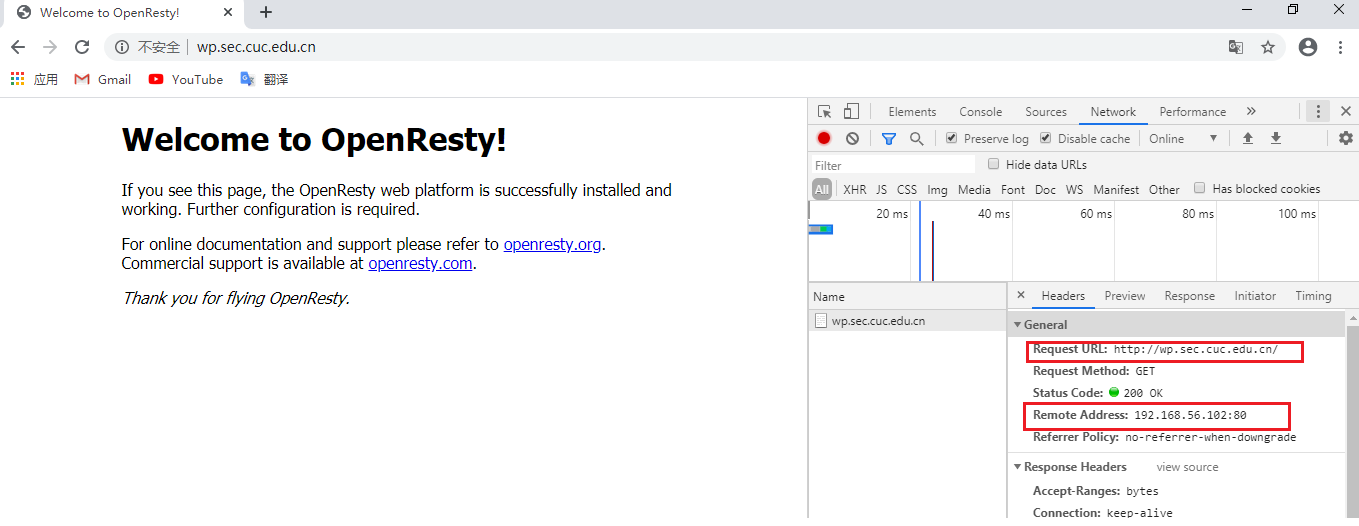 Welcome to OpenResty!
不安全 wp.sec.cuc.edu.cn
应用 Gmail YouTube 翻译
Welcome to OpenResty!
If you see this page, the OpenResty web platform is successfully installed and
working. Further configuration is required.
For online documentation and support please refer to openresty.org.
Commercial support is available at openresty.com.
Thank you for flying OpenResty.
Elements Console Sources Network Performance
Preserve log Disable cache Online
Filter Hide data URLs
All XHR JS CSS Img Media Font Doc WS Manifest Other Has blocked cookies
20 ms 40 ms 60 ms 80 ms 100 ms
Name
wp.sec.cuc.edu.cn
Headers Preview Response Initiator Timing
General
Request URL: http://wp.sec.cuc.edu.cn/
Request Method: GET
Status Code: 200 OK
Remote Address: 192.168.56.102:80
Referrer Policy: no-referrer-when-downgrade
Response Headers view source
Accept-Ranges: bytes
Connection: keep-alive